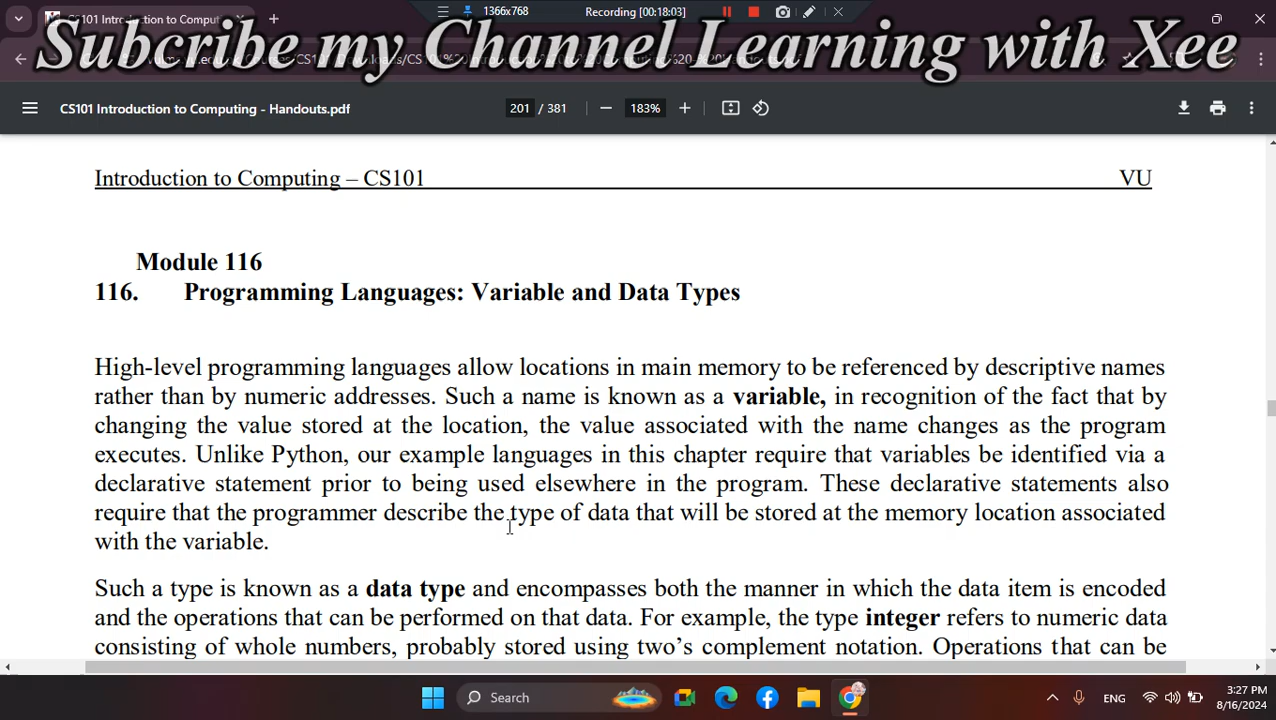 CS101 Introduction to Comput
1366x768
Recording [00:18:03]
Subcribe my Channel Learning with Xee
CS101 Introduction to Computing - Handouts.pdf
201 / 381
183%
Introduction to Computing – CS101 VU
Module 116
116. Programming Languages: Variable and Data Types
High-level programming languages allow locations in main memory to be referenced by descriptive names
rather than by numeric addresses. Such a name is known as a variable, in recognition of the fact that by
changing the value stored at the location, the value associated with the name changes as the program
executes. Unlike Python, our example languages in this chapter require that variables be identified via a
declarative statement prior to being used elsewhere in the program. These declarative statements also
require that the programmer describe the type of data that will be stored at the memory location associated
with the variable.
Such a type is known as a data type and encompasses both the manner in which the data item is encoded
and the operations that can be performed on that data. For example, the type integer refers to numeric data
consisting of whole numbers, probably stored using two's complement notation. Operations that can be
Search
ENG
3:27 PM
8/16/2024